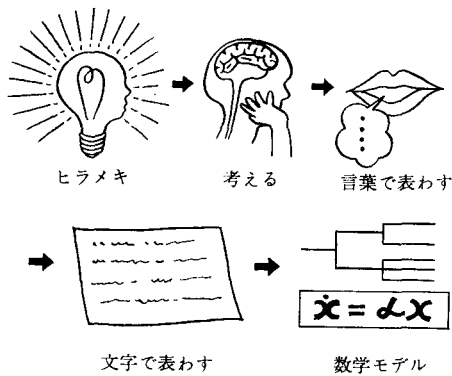 ヒラメキ
考える
言葉で表わす
文字で表わす
ẋ = αx
数学モデル